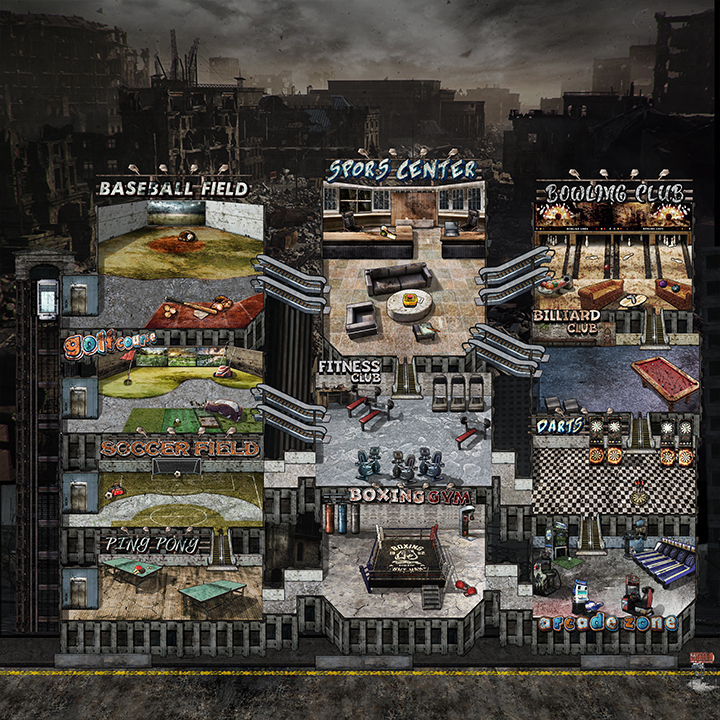 SPORS CENTER
BASEBALL FIELD
BOWLING CLUB
BILLIARD
CLUB
golf course
FITNESS
CLUB
DARTS
SOCCER FIELD
BOXING GYM
PING PONG
BOXING
arcade zone